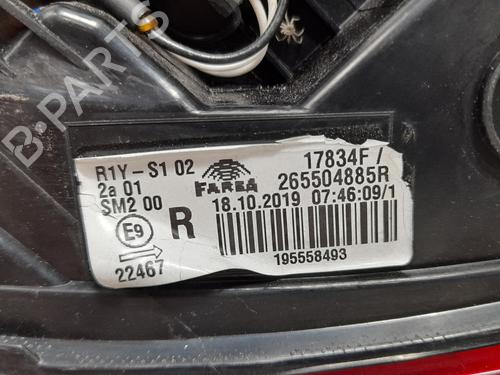 B-PARTS
R1Y-S1 02
2a 01
SM2 00
E9
22467
R
FARBA
17834F /
265504885R
18.10.2019 07:46:09/1
195558493